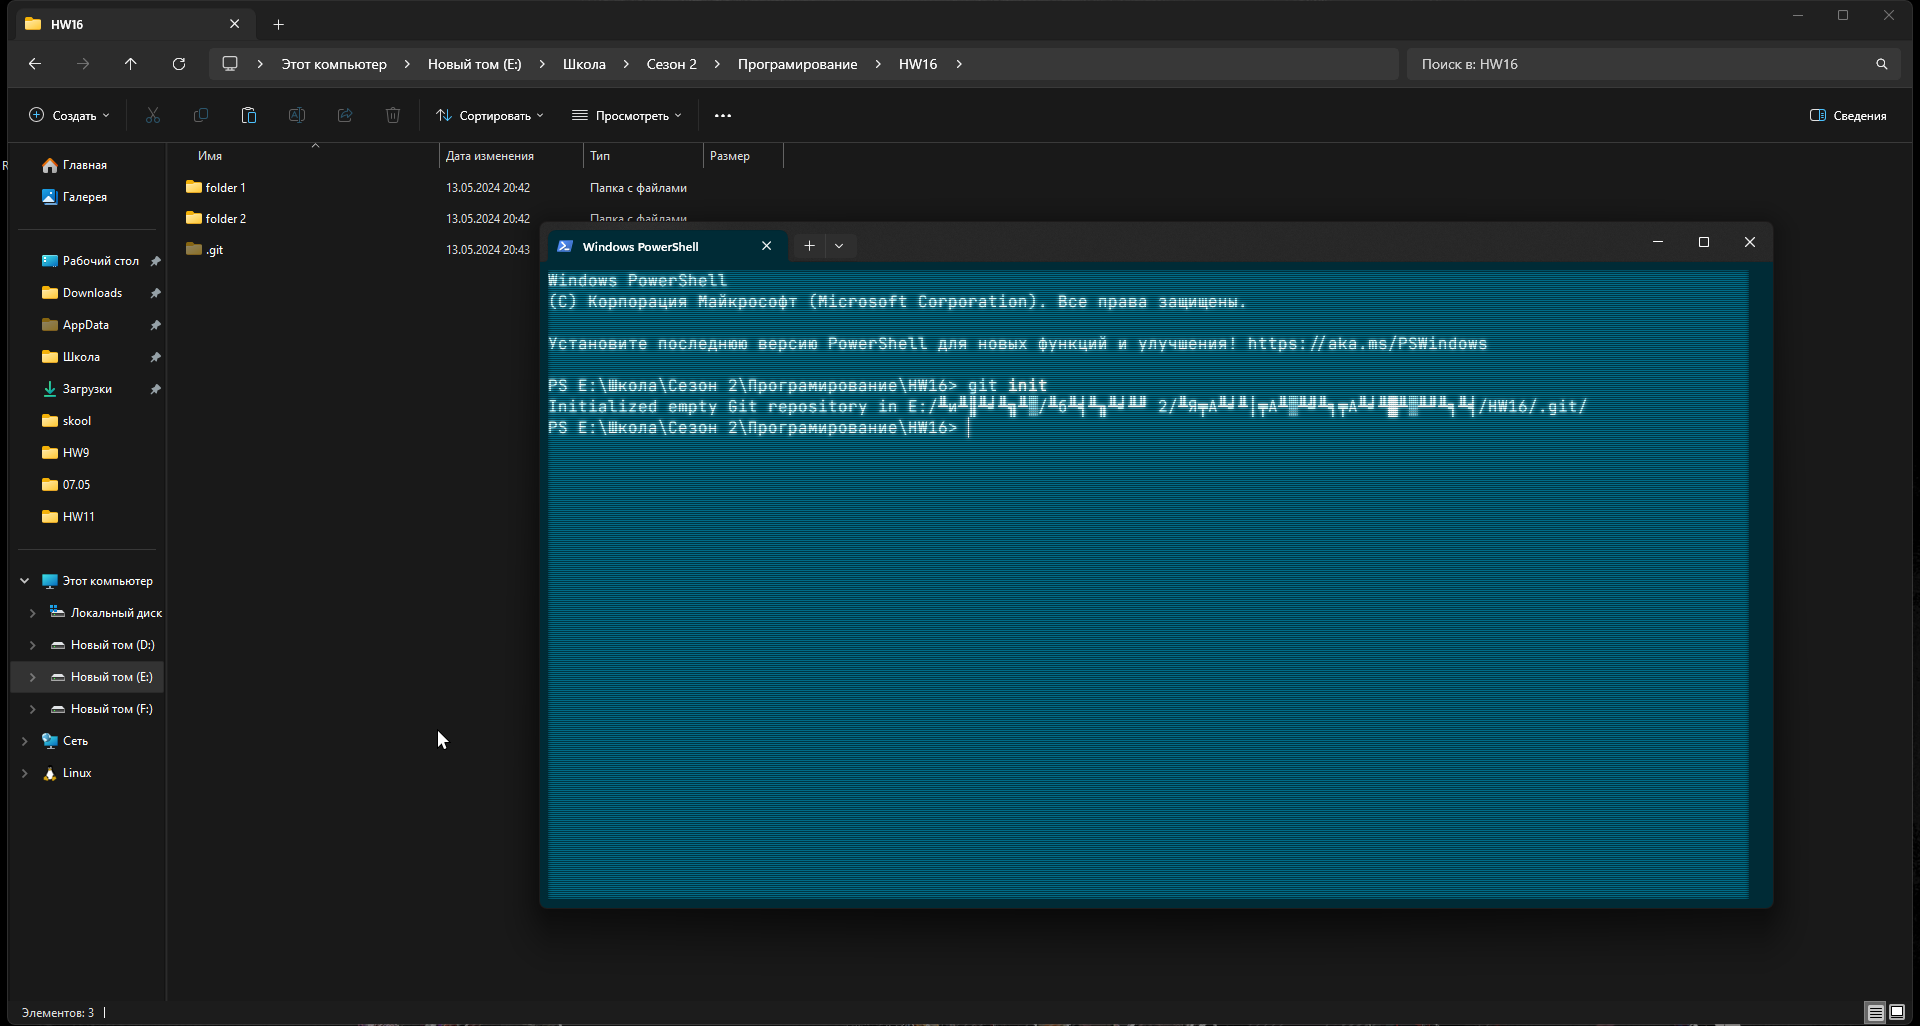 HW16
Этот компьютер > Новый том (E:) > Школа > Сезон 2 > Програмирование > HW16 >
Поиск в: HW16
Создать
Сортировать
Просмотреть
Сведения
Имя Дата изменения Тип Размер
folder 1 13.05.2024 20:42 Папка с файлами
folder 2 13.05.2024 20:42 Папка с файлами
.git 13.05.2024 20:43
Главная
Галерея
Рабочий стол
Downloads
AppData
Школа
Загрузки
skool
HW9
07.05
HW11
Этот компьютер
Локальный диск
Новый том (D:)
Новый том (E:)
Новый том (F:)
Сеть
Linux
Элементов: 3
Windows PowerShell
Windows PowerShell
(C) Корпорация Майкрософт (Microsoft Corporation). Все права защищены.
Установите последнюю версию PowerShell для новых функций и улучшения! https://aka.ms/PSWindows
PS E:\Школа\Сезон 2\Програмирование\HW16> git init
Initialized empty Git repository in E:/ 2/ /HW16/.git/
PS E:\Школа\Сезон 2\Програмирование\HW16>